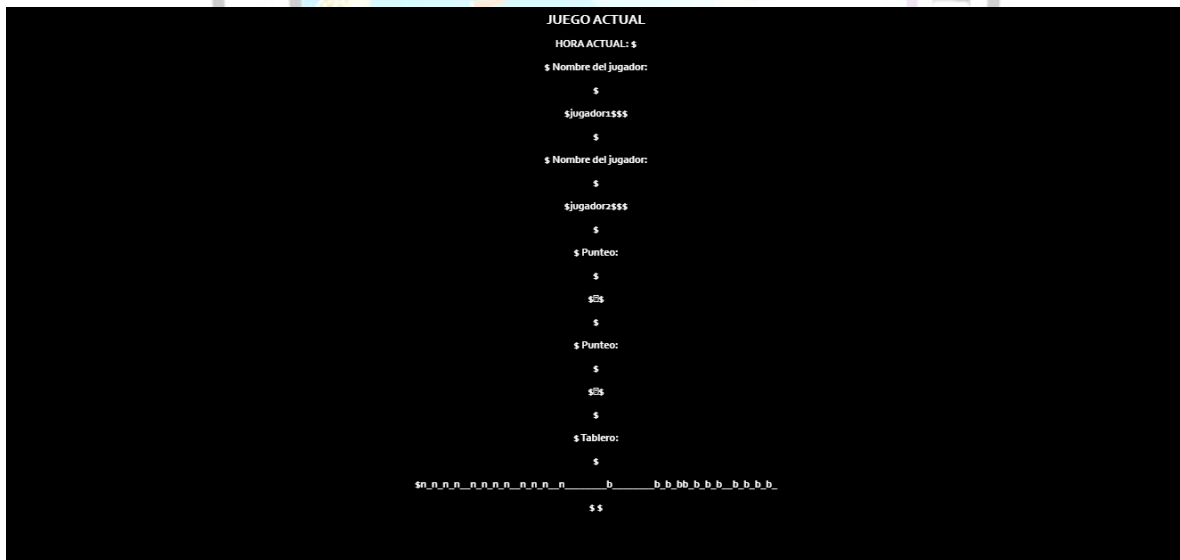 JUEGO ACTUAL
HORA ACTUAL: $
$ Nombre del jugador:
$
$jugador1$$$
$
$ Nombre del jugador:
$
$jugador2$$$
$
$ Punteo:
$
$$
$
$ Punteo:
$
$$
$
$ Tablero:
$
$n_n_n_n__n_n_n_n__n_n_n__n________b________b_b_bb_b_b_b__b_b_b_b_
$ $